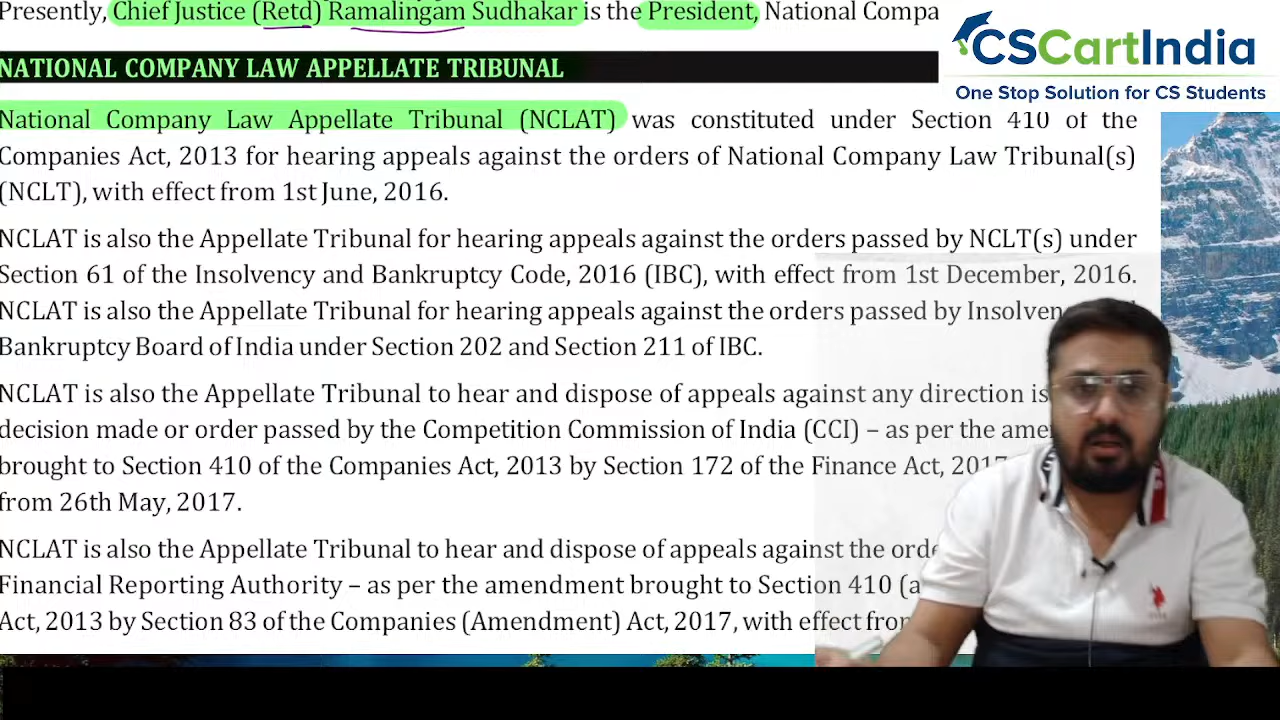 Presently, Chief Justice (Retd) Ramalingam Sudhakar is the President, National Compa
CSCartIndia
One Stop Solution for CS Students
NATIONAL COMPANY LAW APPELLATE TRIBUNAL
National Company Law Appellate Tribunal (NCLAT) was constituted under Section 410 of the
Companies Act, 2013 for hearing appeals against the orders of National Company Law Tribunal(s)
(NCLT), with effect from 1st June, 2016.
NCLAT is also the Appellate Tribunal for hearing appeals against the orders passed by NCLT(s) under
Section 61 of the Insolvency and Bankruptcy Code, 2016 (IBC), with effect from 1st December, 2016.
NCLAT is also the Appellate Tribunal for hearing appeals against the orders passed by Insolven
Bankruptcy Board of India under Section 202 and Section 211 of IBC.
NCLAT is also the Appellate Tribunal to hear and dispose of appeals against any direction is
decision made or order passed by the Competition Commission of India (CCI) – as per the ame
brought to Section 410 of the Companies Act, 2013 by Section 172 of the Finance Act, 2017
from 26th May, 2017.
NCLAT is also the Appellate Tribunal to hear and dispose of appeals against the orde
Financial Reporting Authority – as per the amendment brought to Section 410 (a
Act, 2013 by Section 83 of the Companies (Amendment) Act, 2017, with effect from